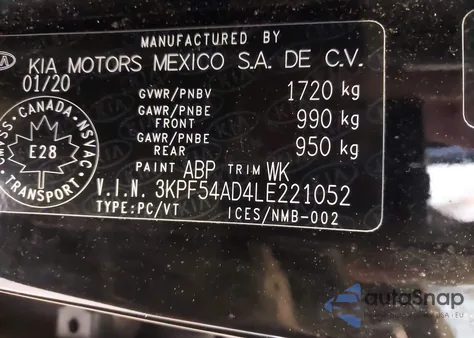 MANUFACTURED BY
KIA MOTORS MEXICO S.A. DE C.V.
01/20
GVWR/PNBV 1720 kg
GAWR/PNBE
FRONT 990 kg
GAWR/PNBE
REAR 950 kg
PAINT ABP TRIM WK
V.I.N. 3KPF54AD4LE221052
TYPE:PC/VT ICES/NMB-002
CANADA
NSVAC
E28
TRANSPORT
autoSnap